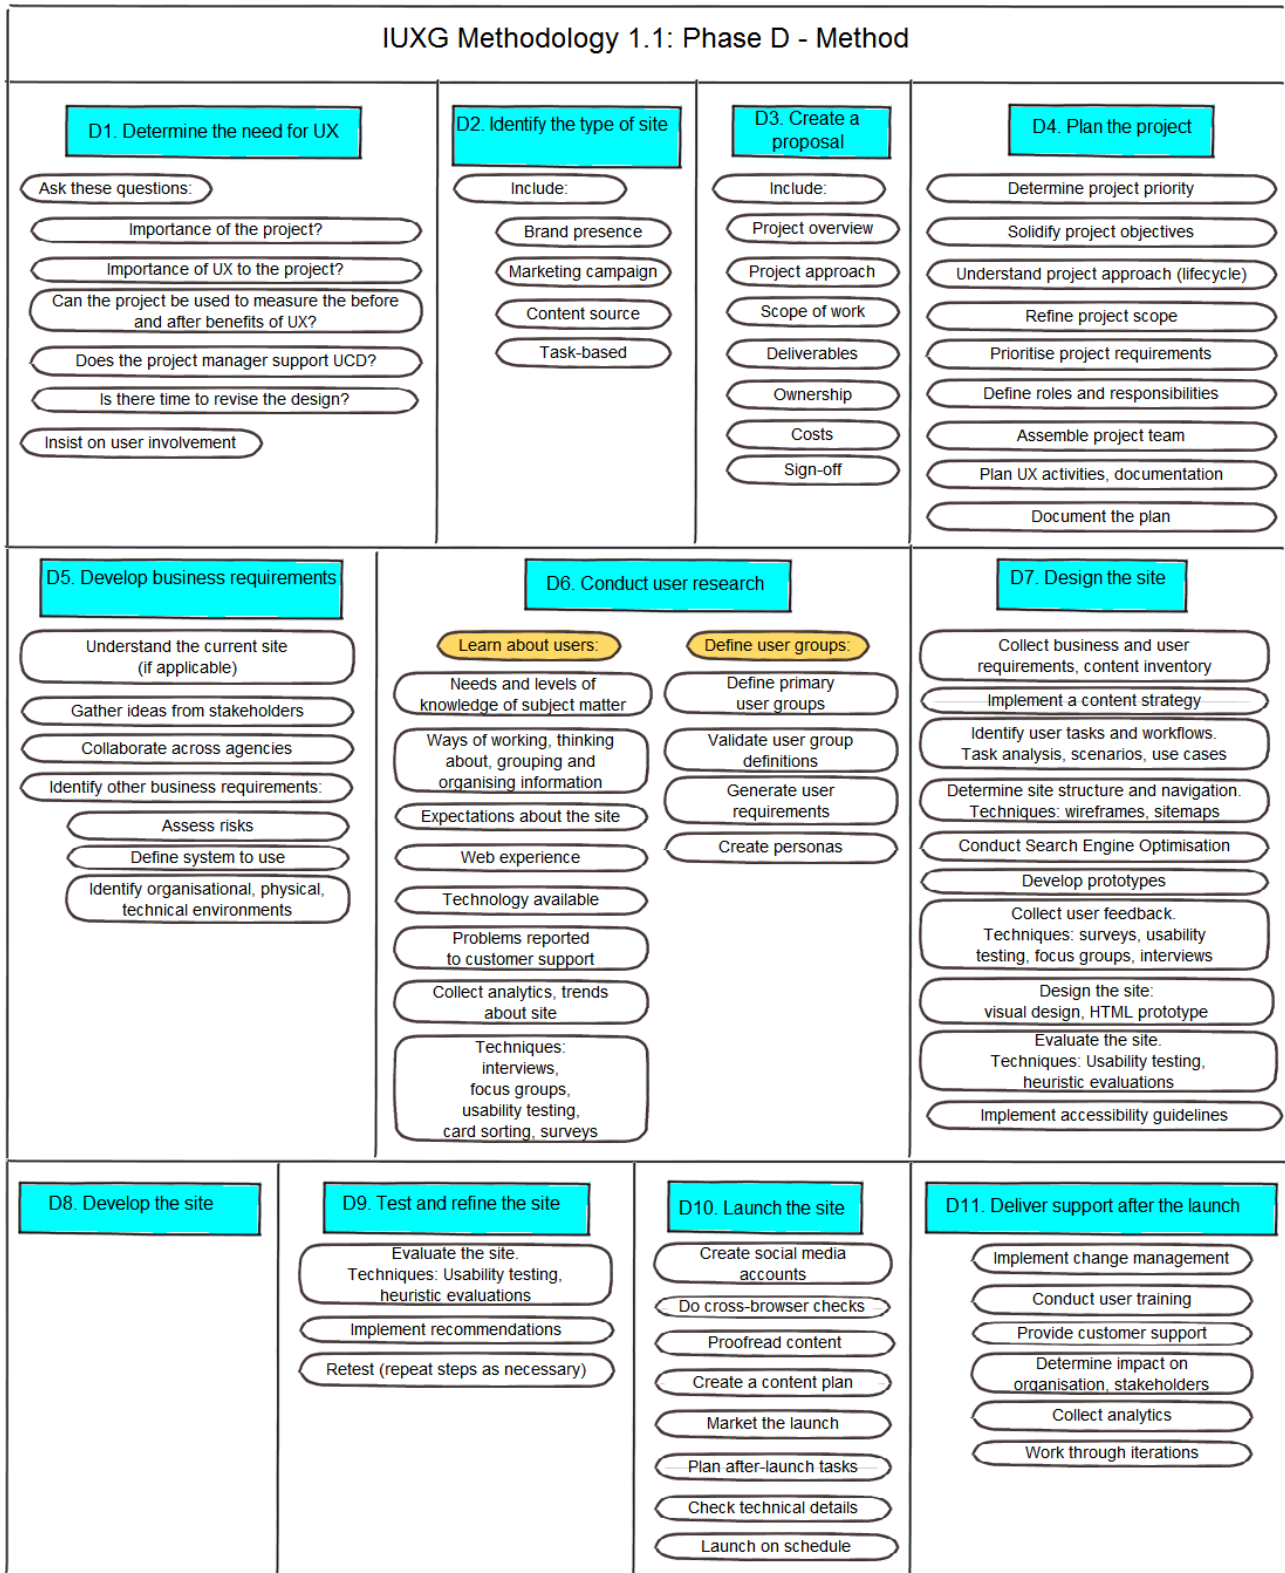 IUXG Methodology 1.1: Phase D - Method
D1. Determine the need for UX
Ask these questions:
Importance of the project?
Importance of UX to the project?
Can the project be used to measure the before
and after benefits of UX?
Does the project manager support UCD?
Is there time to revise the design?
Insist on user involvement
D2. Identify the type of site
Include:
Brand presence
Marketing campaign
Content source
Task-based
D3. Create a
proposal
Include:
Project overview
Project approach
Scope of work
Deliverables
Ownership
Costs
Sign-off
D4. Plan the project
Determine project priority
Solidify project objectives
Understand project approach (lifecycle)
Refine project scope
Prioritise project requirements
Define roles and responsibilities
Assemble project team
Plan UX activities, documentation
Document the plan
D5. Develop business requirements
Understand the current site
(if applicable)
Gather ideas from stakeholders
Collaborate across agencies
Identify other business requirements:
Assess risks
Define system to use
Identify organisational, physical,
technical environments
D6. Conduct user research
Learn about users:
Needs and levels of
knowledge of subject matter
Ways of working, thinking
about, grouping and
organising information
Expectations about the site
Web experience
Technology available
Problems reported
to customer support
Collect analytics, trends
about site
Techniques:
interviews,
focus groups,
usability testing,
card sorting, surveys
Define user groups:
Define primary
user groups
Validate user group
definitions
Generate user
requirements
Create personas
D7. Design the site
Collect business and user
requirements, content inventory
Implement a content strategy
Identify user tasks and workflows.
Task analysis, scenarios, use cases
Determine site structure and navigation.
Techniques: wireframes, sitemaps
Conduct Search Engine Optimisation
Develop prototypes
Collect user feedback.
Techniques: surveys, usability
testing, focus groups, interviews
Design the site:
visual design, HTML prototype
Evaluate the site.
Techniques: Usability testing,
heuristic evaluations
Implement accessibility guidelines
D8. Develop the site
D9. Test and refine the site
Evaluate the site.
Techniques: Usability testing,
heuristic evaluations
Implement recommendations
Retest (repeat steps as necessary)
D10. Launch the site
Create social media
accounts
Do cross-browser checks
Proofread content
Create a content plan
Market the launch
Plan after-launch tasks
Check technical details
Launch on schedule
D11. Deliver support after the launch
Implement change management
Conduct user training
Provide customer support
Determine impact on
organisation, stakeholders
Collect analytics
Work through iterations